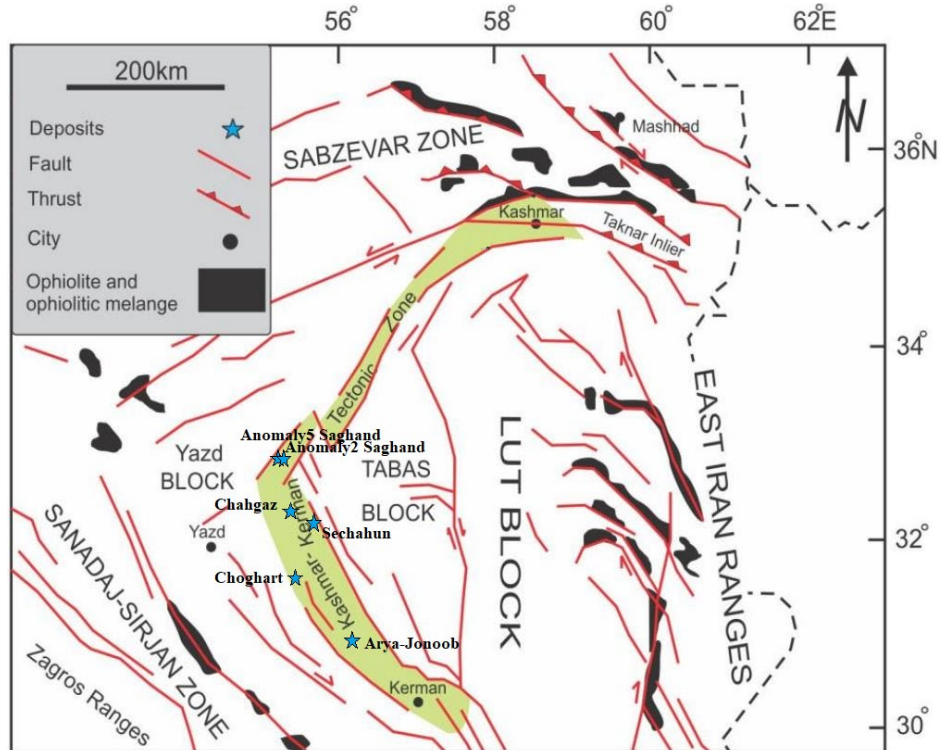 56°
58°
60°
62°E
200km
Deposits
Fault
Thrust
City
Ophiolite and
ophiolitic melange
N
Mashhad
36°N
SABZEVAR ZONE
Kashmar
Taknar Inlier
34°
Tectonic Zone
Anomaly5 Saghand
Anomaly2 Saghand
Yazd
BLOCK
TABAS
BLOCK
LUT BLOCK
EAST IRAN RANGES
Chahgaz
Sechahun
Kashmar- Kerman
Yazd
32°
Choghart
SANADAJ-SIRJAN ZONE
Arya-Jonoob
Zagros Ranges
Kerman
30°